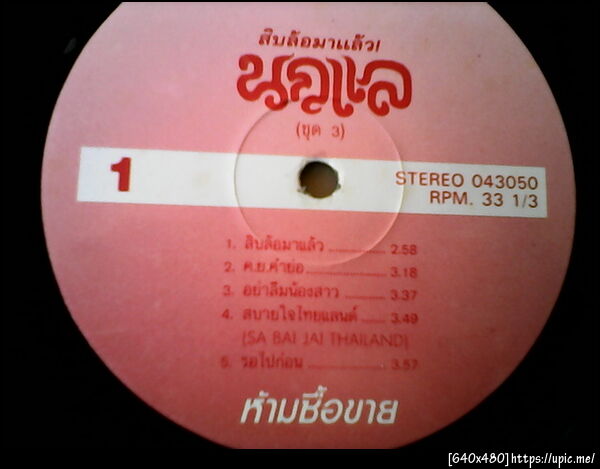 สิบล้อมาแล้ว!
นกแล
(ชุด 3)
1
STEREO 043050
RPM. 33 1/3
1. สิบล้อมาแล้ว ............ 2.58
2. ค.ย.คำย่อ ............ 3.18
3. อย่าลืมน้องสาว ........ 3.37
4. สบายใจไทยแลนด์ ...... 3.49
(SA BAI JAI THAILAND)
5. รอไปก่อน ............ 3.57
ห้ามซื้อขาย
[640x480]https://upic.me/